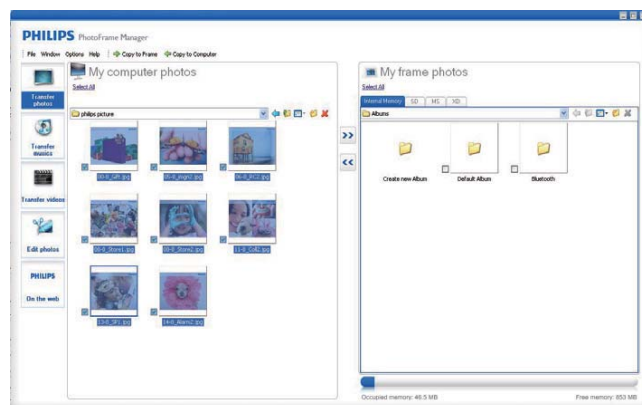 PHILIPS PhotoFrame Manager
File Window Options Help Copy to Frame Copy to Computer
Transfer photos
Transfer musics
Transfer videos
Edit photos
PHILIPS
On the web
My computer photos
Select All
philips picture
My frame photos
Select All
Internal Memory SD MS XD
Albums
Create new Album Default Album Bluetooth
Occupied memory: 46.5 MB Free memory: 853 MB